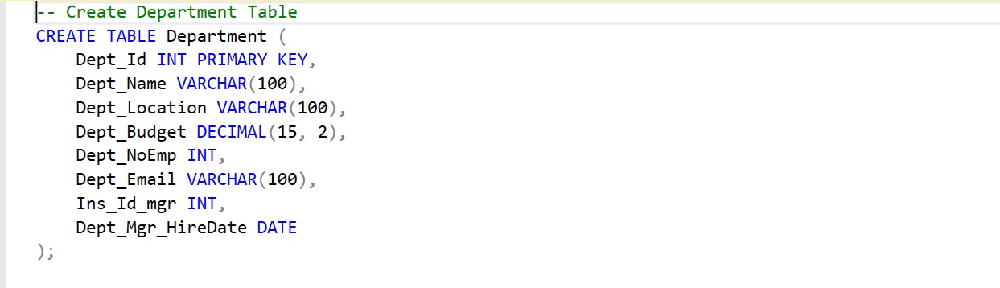 -- Create Department Table
CREATE TABLE Department (
    Dept_Id INT PRIMARY KEY,
    Dept_Name VARCHAR(100),
    Dept_Location VARCHAR(100),
    Dept_Budget DECIMAL(15, 2),
    Dept_NoEmp INT,
    Dept_Email VARCHAR(100),
    Ins_Id_mgr INT,
    Dept_Mgr_HireDate DATE
);